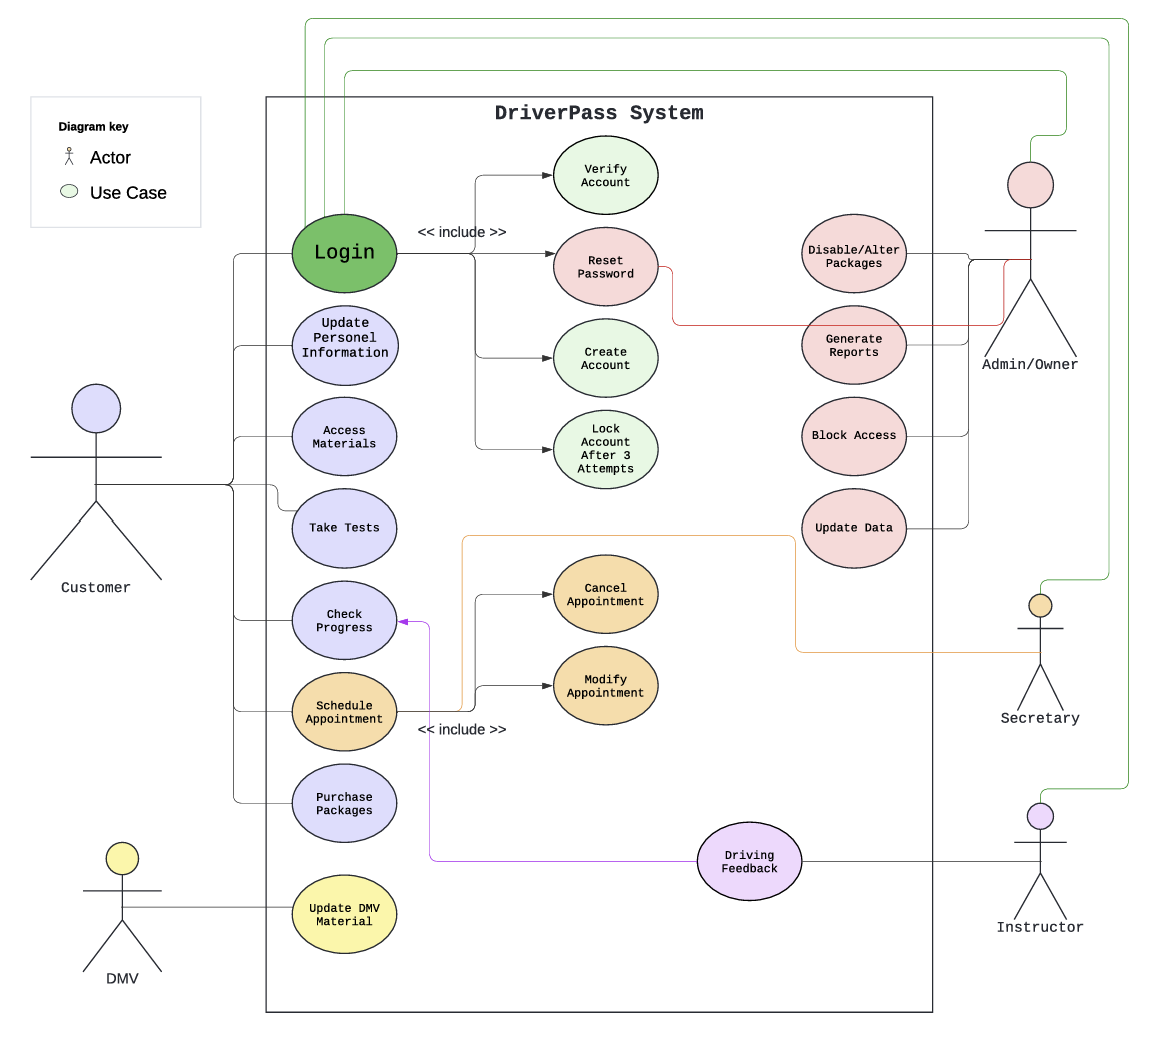 DriverPass System
Diagram key
Actor
Use Case
Verify
Account
<< include >>
Login
Reset
Password
Disable/Alter
Packages
Update
Personel
Information
Create
Account
Generate
Reports
Admin/Owner
Access
Materials
Lock
Account
After 3
Attempts
Block Access
Take Tests
Update Data
Customer
Cancel
Appointment
Check
Progress
Modify
Appointment
Schedule
Appointment
Secretary
<< include >>
Purchase
Packages
Driving
Feedback
Update DMV
Material
Instructor
DMV